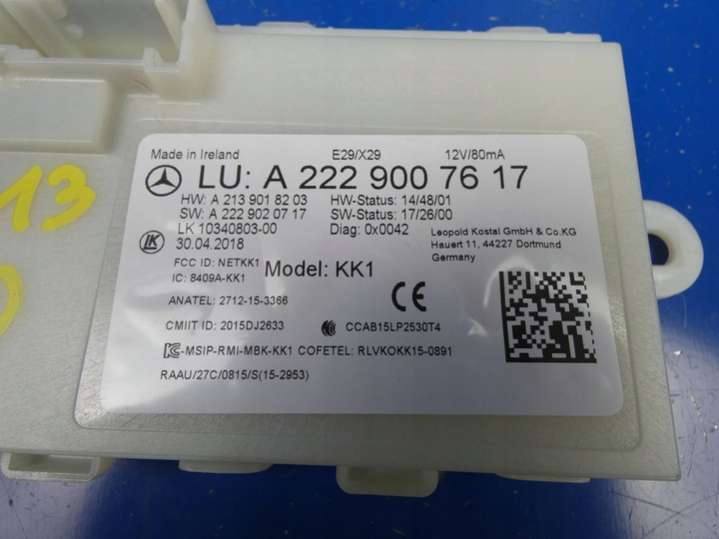 Made in Ireland E29/X29 12V/80mA
LU: A 222 900 76 17
HW: A 213 901 82 03 HW-Status: 14/48/01
SW: A 222 902 07 17 SW-Status: 17/26/00
LK 10340803-00 Diag: 0x0042
LK 30.04.2018
Leopold Kostal GmbH & Co.KG
Hauert 11, 44227 Dortmund
Germany
FCC ID: NETKK1
IC: 8409A-KK1
Model: KK1
ANATEL: 2712-15-3366
CE
CMIIT ID: 2015DJ2633 CCAB15LP2530T4
-MSIP-RMI-MBK-KK1 COFETEL: RLVKOKK15-0891
RAAU/27C/0815/S(15-2953)
13